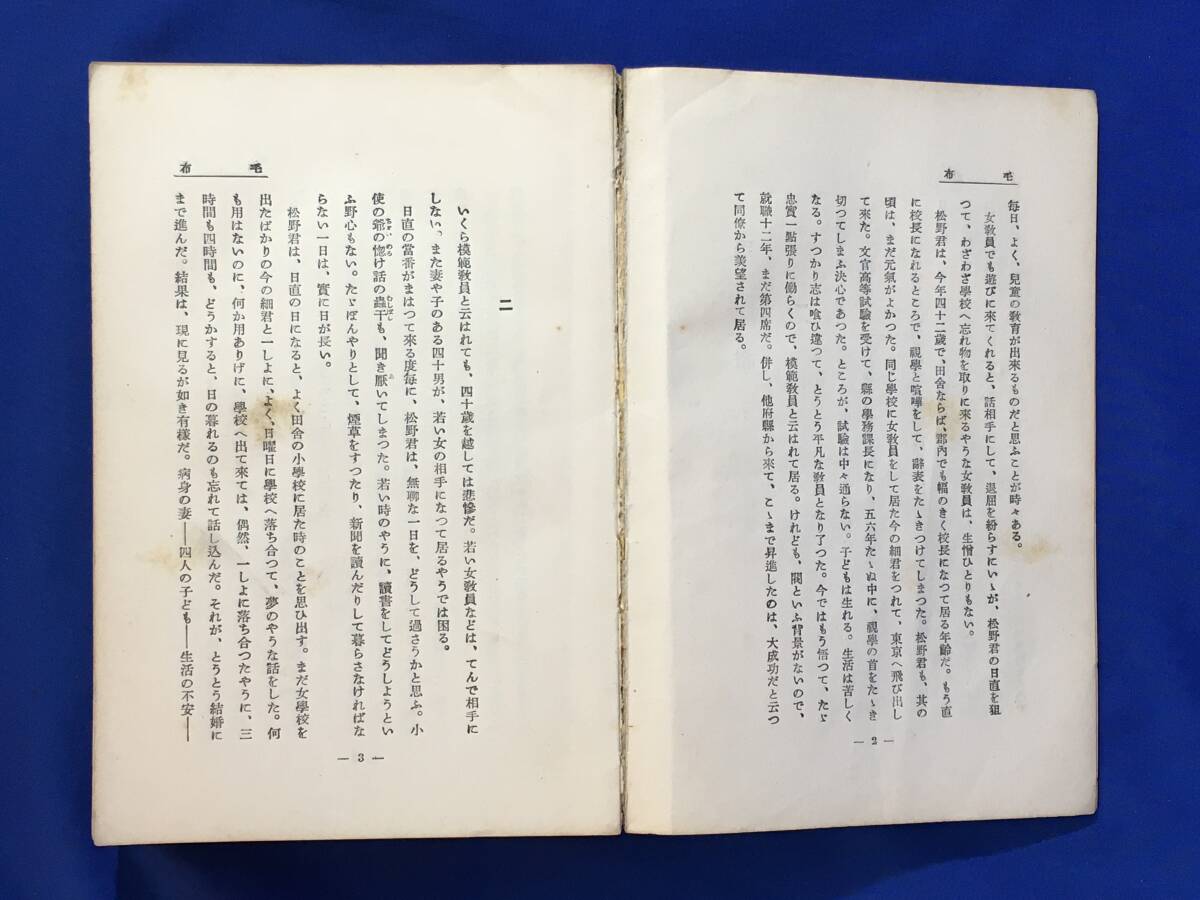 毛布
毎日、よく、兒童の敎育が出來るものだと思ふことが時々ある。
女敎員でも遊びに來てくれると、話相手にして、退屈を紛らすにいゝが、松野君の日直を狙
つて、わざわざ學校へ忘れ物を取りに來るやうな女敎員は、生憎ひとりもない。
松野君は、今年四十二歲で、田舍ならば、郡內でも幅のきく校長になつて居る年齡だ。もう直
に校長になれるところで、視學と喧嘩をして、辭表をたゝきつけてしまつた。松野君も、其の
頃は、まだ元氣がよかつた。同じ學校に女敎員をして居た今の細君をつれて、東京へ飛び出し
て來た。文官高等試驗を受けて、縣の學務課長になり、五六年たゝぬ中に、視學の首をたゝき
切つてしまふ決心であつた。ところが、試驗は中々通らない。子どもは生れる。生活は苦しく
なる。すつかり志は喰ひ違つて、とうとう平凡な敎員となり了つた。今ではもう悟つて、たゞ
忠實一點張りに働らくので、模範敎員と云はれて居る。けれども、閥といふ背景がないので、
就職十二年、まだ第四席だ。併し、他府縣から來て、こゝまで昇進したのは、大成功だと云つ
て同僚から羨望されて居る。
— 2 —
毛布
二
いくら模範敎員と云はれても、四十歲を越しては悲慘だ。若い女敎員などは、てんで相手に
しない。また妻や子のある四十男が、若い女の相手になつて居るやうでは困る。
日直の當番がまはつて來る度每に、松野君は、無聊な一日を、どうして過さうかと思ふ。小
使の爺の惚け話の蟲干も、聞き厭いてしまつた。若い時のやうに、讀書をしてどうしようとい
ふ野心もない。たゞぼんやりとして、煙草をすつたり、新聞を讀んだりして暮らさなければな
らない一日は、實に日が長い。
松野君は、日直の日になると、よく田舍の小學校に居た時のことを思ひ出す。まだ女學校を
出たばかりの今の細君と一しよに、よく、日曜日に學校へ落ち合つて、夢のやうな話をした。何
も用はないのに、何か用ありげに、學校へ出て來ては、偶然、一しよに落ち合つたやうに、三
時間も四時間も、どうかすると、日の暮れるのも忘れて話し込んだ。それが、とうとう結婚に
まで進んだ。結果は、現に見るが如き有樣だ。病身の妻——四人の子ども——生活の不安——
— 3 —